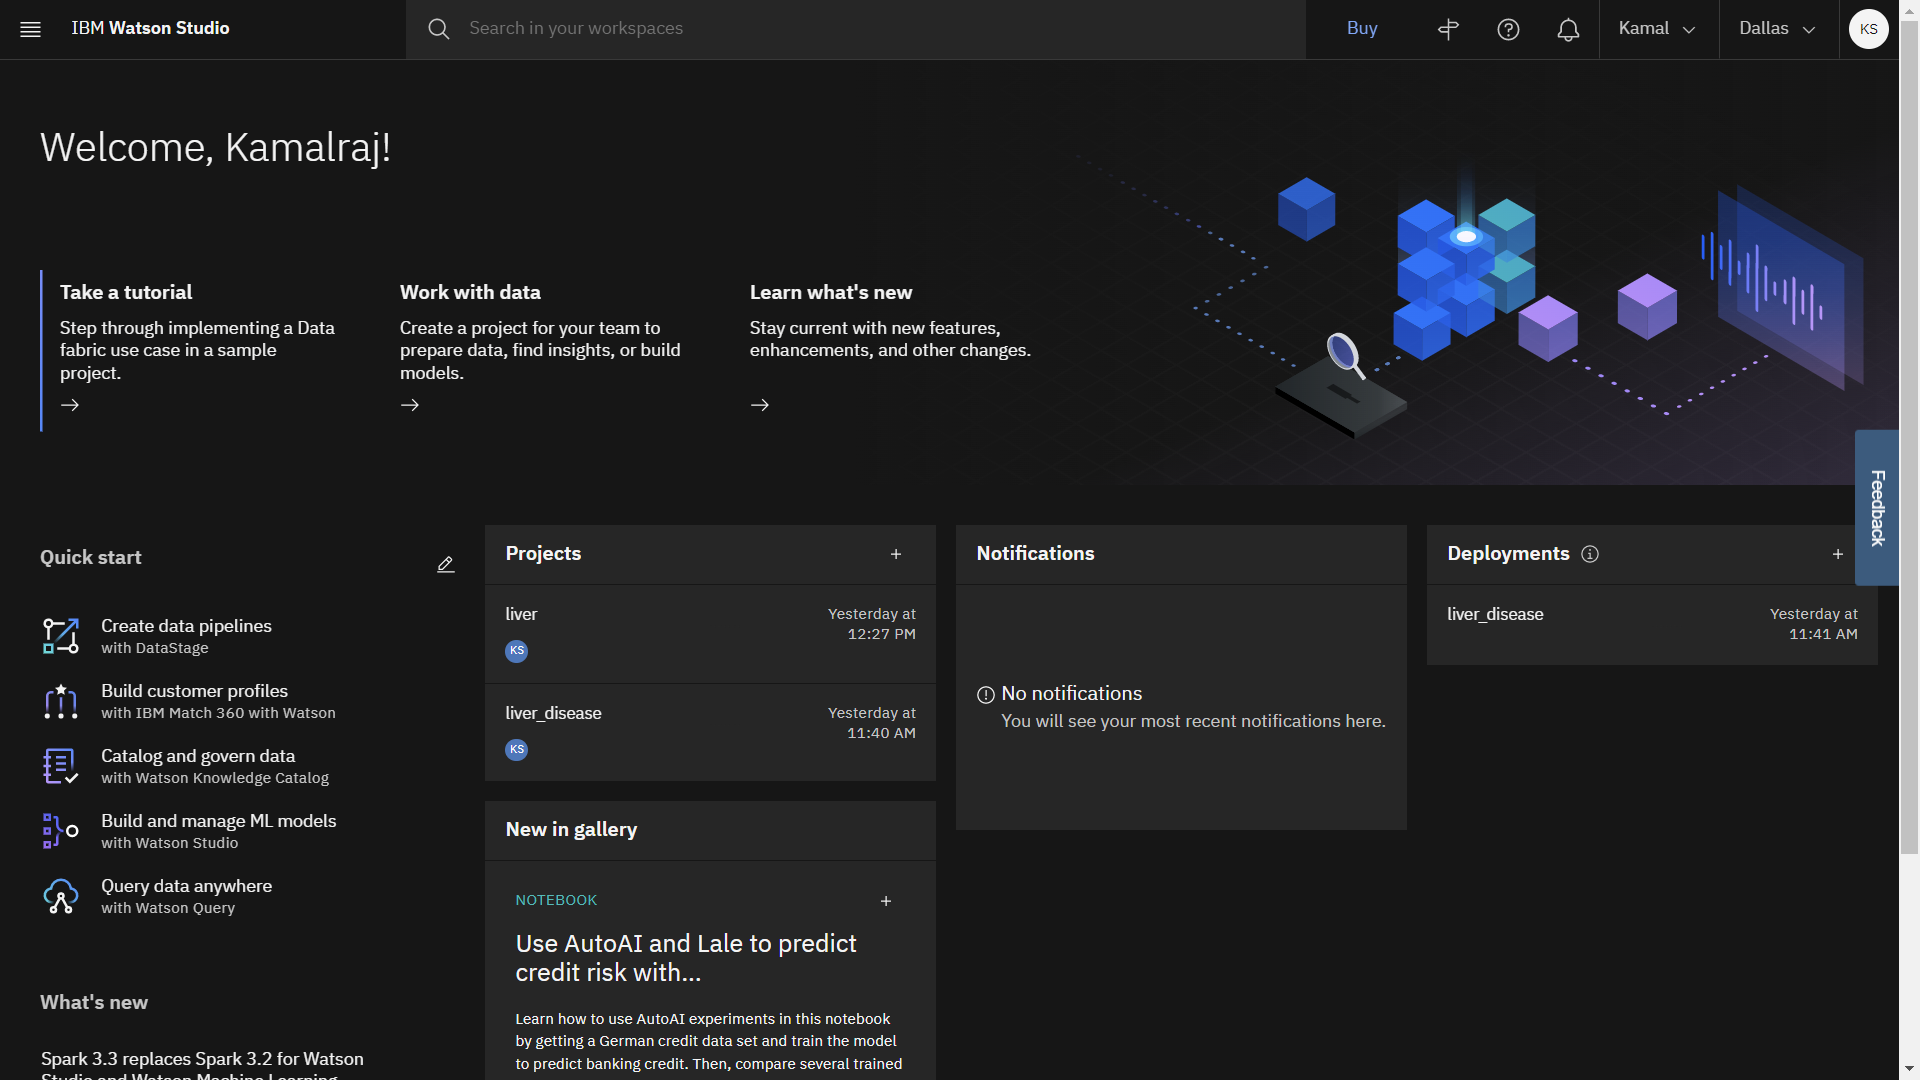 IBM Watson Studio
Search in your workspaces
Buy
Kamal
Dallas
KS
Welcome, Kamalraj!
Take a tutorial
Step through implementing a Data
fabric use case in a sample
project.
Work with data
Create a project for your team to
prepare data, find insights, or build
models.
Learn what's new
Stay current with new features,
enhancements, and other changes.
Feedback
Quick start
Create data pipelines
with DataStage
Build customer profiles
with IBM Match 360 with Watson
Catalog and govern data
with Watson Knowledge Catalog
Build and manage ML models
with Watson Studio
Query data anywhere
with Watson Query
What's new
Spark 3.3 replaces Spark 3.2 for Watson
Studio and Watson Machine Learning
Projects
liver
Yesterday at
12:27 PM
KS
liver_disease
Yesterday at
11:40 AM
KS
New in gallery
NOTEBOOK
Use AutoAI and Lale to predict
credit risk with...
Learn how to use AutoAI experiments in this notebook
by getting a German credit data set and train the model
to predict banking credit. Then, compare several trained
Notifications
No notifications
You will see your most recent notifications here.
Deployments
liver_disease
Yesterday at
11:41 AM